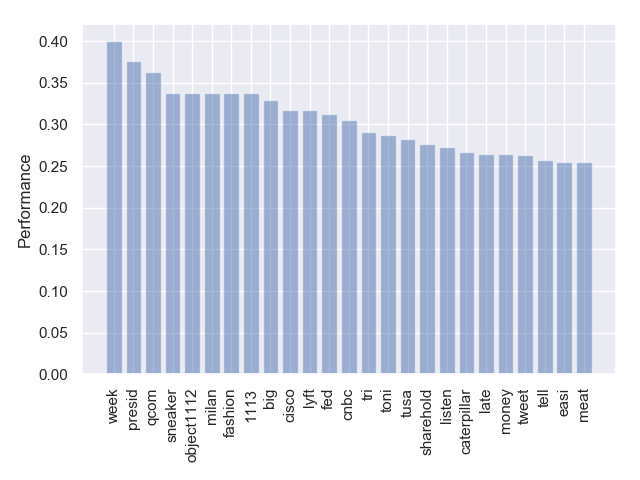 0.40
0.35
0.30
0.25
0.20
0.15
0.10
0.05
0.00
Performance
week
presid
qcom
sneaker
object1112
milan
fashion
1113
big
cisco
lyft
fed
cnbc
tri
toni
tusa
sharehold
listen
caterpillar
late
money
tweet
tell
easi
meat